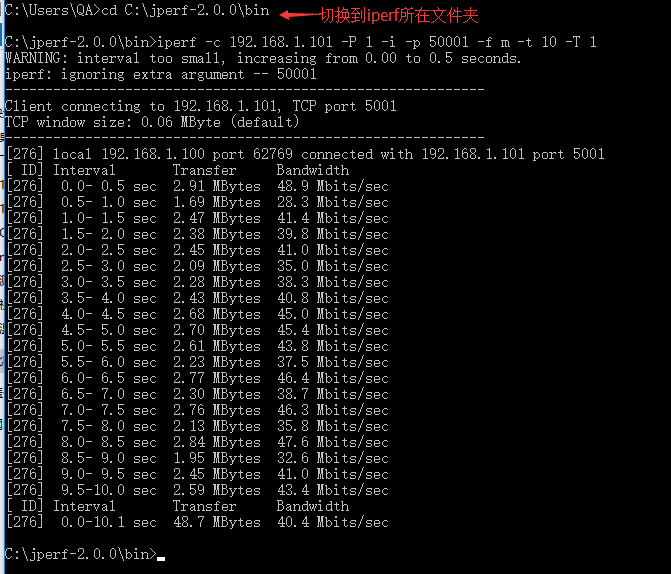 C:\Users\QA>cd C:\jperf-2.0.0\bin 切换到iperf所在文件夹
C:\jperf-2.0.0\bin>iperf -c 192.168.1.101 -P 1 -i -p 50001 -f m -t 10 -T 1
WARNING: interval too small, increasing from 0.00 to 0.5 seconds.
iperf: ignoring extra argument -- 50001
------------------------------------------------------------
Client connecting to 192.168.1.101, TCP port 5001
TCP window size: 0.06 MByte (default)
------------------------------------------------------------
[276] local 192.168.1.100 port 62769 connected with 192.168.1.101 port 5001
[ ID] Interval       Transfer     Bandwidth
[276]  0.0- 0.5 sec  2.91 MBytes  48.9 Mbits/sec
[276]  0.5- 1.0 sec  1.69 MBytes  28.3 Mbits/sec
[276]  1.0- 1.5 sec  2.47 MBytes  41.4 Mbits/sec
[276]  1.5- 2.0 sec  2.38 MBytes  39.8 Mbits/sec
[276]  2.0- 2.5 sec  2.45 MBytes  41.0 Mbits/sec
[276]  2.5- 3.0 sec  2.09 MBytes  35.0 Mbits/sec
[276]  3.0- 3.5 sec  2.28 MBytes  38.3 Mbits/sec
[276]  3.5- 4.0 sec  2.43 MBytes  40.8 Mbits/sec
[276]  4.0- 4.5 sec  2.68 MBytes  45.0 Mbits/sec
[276]  4.5- 5.0 sec  2.70 MBytes  45.4 Mbits/sec
[276]  5.0- 5.5 sec  2.61 MBytes  43.8 Mbits/sec
[276]  5.5- 6.0 sec  2.23 MBytes  37.5 Mbits/sec
[276]  6.0- 6.5 sec  2.77 MBytes  46.4 Mbits/sec
[276]  6.5- 7.0 sec  2.30 MBytes  38.7 Mbits/sec
[276]  7.0- 7.5 sec  2.76 MBytes  46.3 Mbits/sec
[276]  7.5- 8.0 sec  2.13 MBytes  35.8 Mbits/sec
[276]  8.0- 8.5 sec  2.84 MBytes  47.6 Mbits/sec
[276]  8.5- 9.0 sec  1.95 MBytes  32.6 Mbits/sec
[276]  9.0- 9.5 sec  2.45 MBytes  41.0 Mbits/sec
[276]  9.5-10.0 sec  2.59 MBytes  43.4 Mbits/sec
[ ID] Interval       Transfer     Bandwidth
[276]  0.0-10.1 sec  48.7 MBytes  40.4 Mbits/sec
C:\jperf-2.0.0\bin>